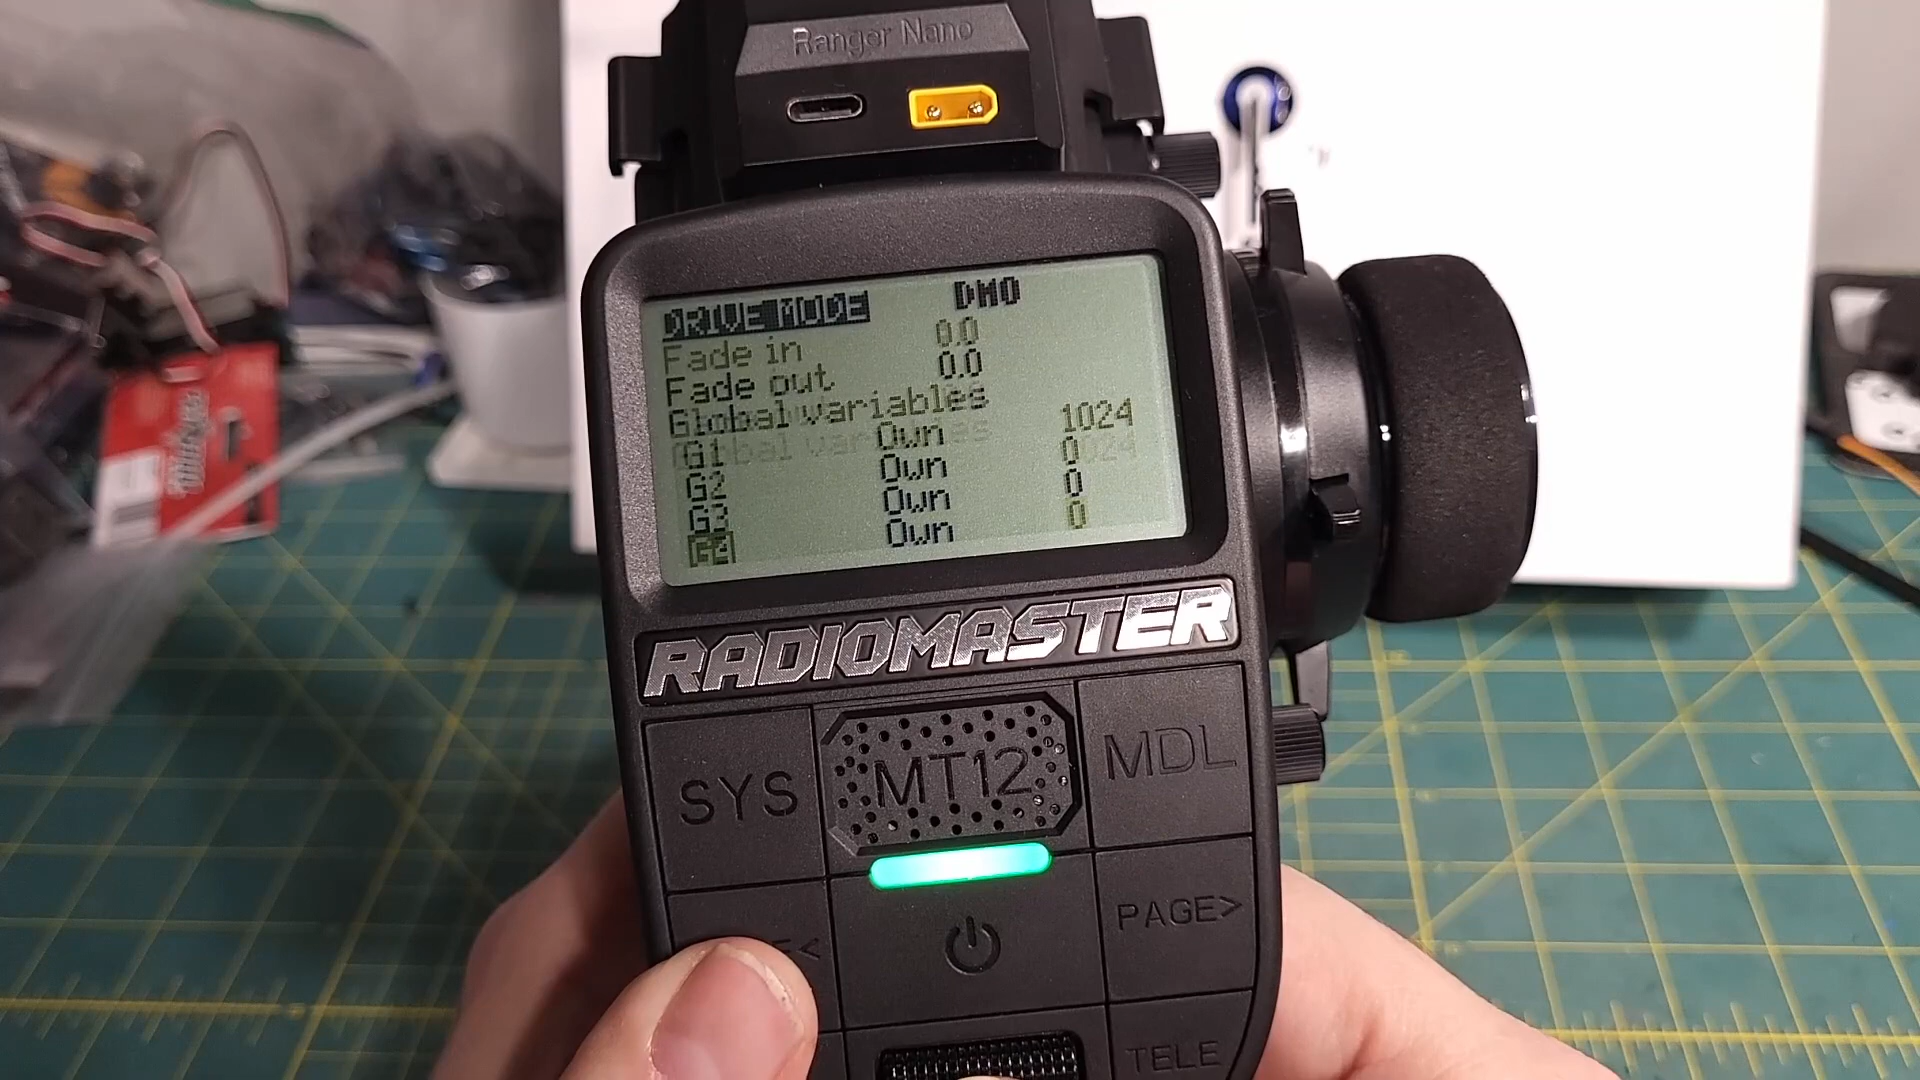 Ranger Nano
DRIVE MODE DM0
Fade in 0.0
Fade out 0.0
Global variables
G1 Own 1024
G2 Own 0
G3 Own 0
G4 Own 0
RADIOMASTER
SYS MT12 MDL
PAGE>
TELE